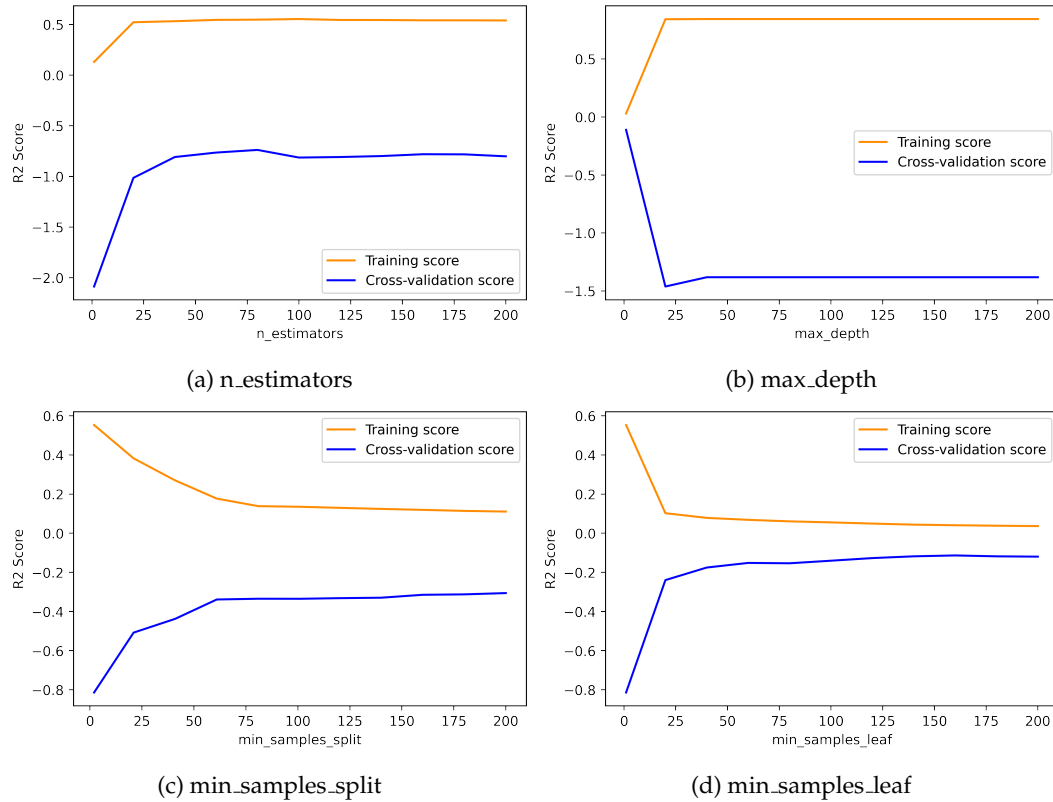 0.5
0.0
−0.5
−1.0
−1.5
−2.0
R2 Score
Training score
Cross-validation score
0 25 50 75 100 125 150 175 200
n_estimators
(a) n_estimators
0.5
0.0
−0.5
−1.0
−1.5
R2 Score
Training score
Cross-validation score
0 25 50 75 100 125 150 175 200
max_depth
(b) max_depth
0.6
0.4
0.2
0.0
−0.2
−0.4
−0.6
−0.8
R2 Score
Training score
Cross-validation score
0 25 50 75 100 125 150 175 200
min_samples_split
(c) min_samples_split
0.6
0.4
0.2
0.0
−0.2
−0.4
−0.6
−0.8
R2 Score
Training score
Cross-validation score
0 25 50 75 100 125 150 175 200
min_samples_leaf
(d) min_samples_leaf